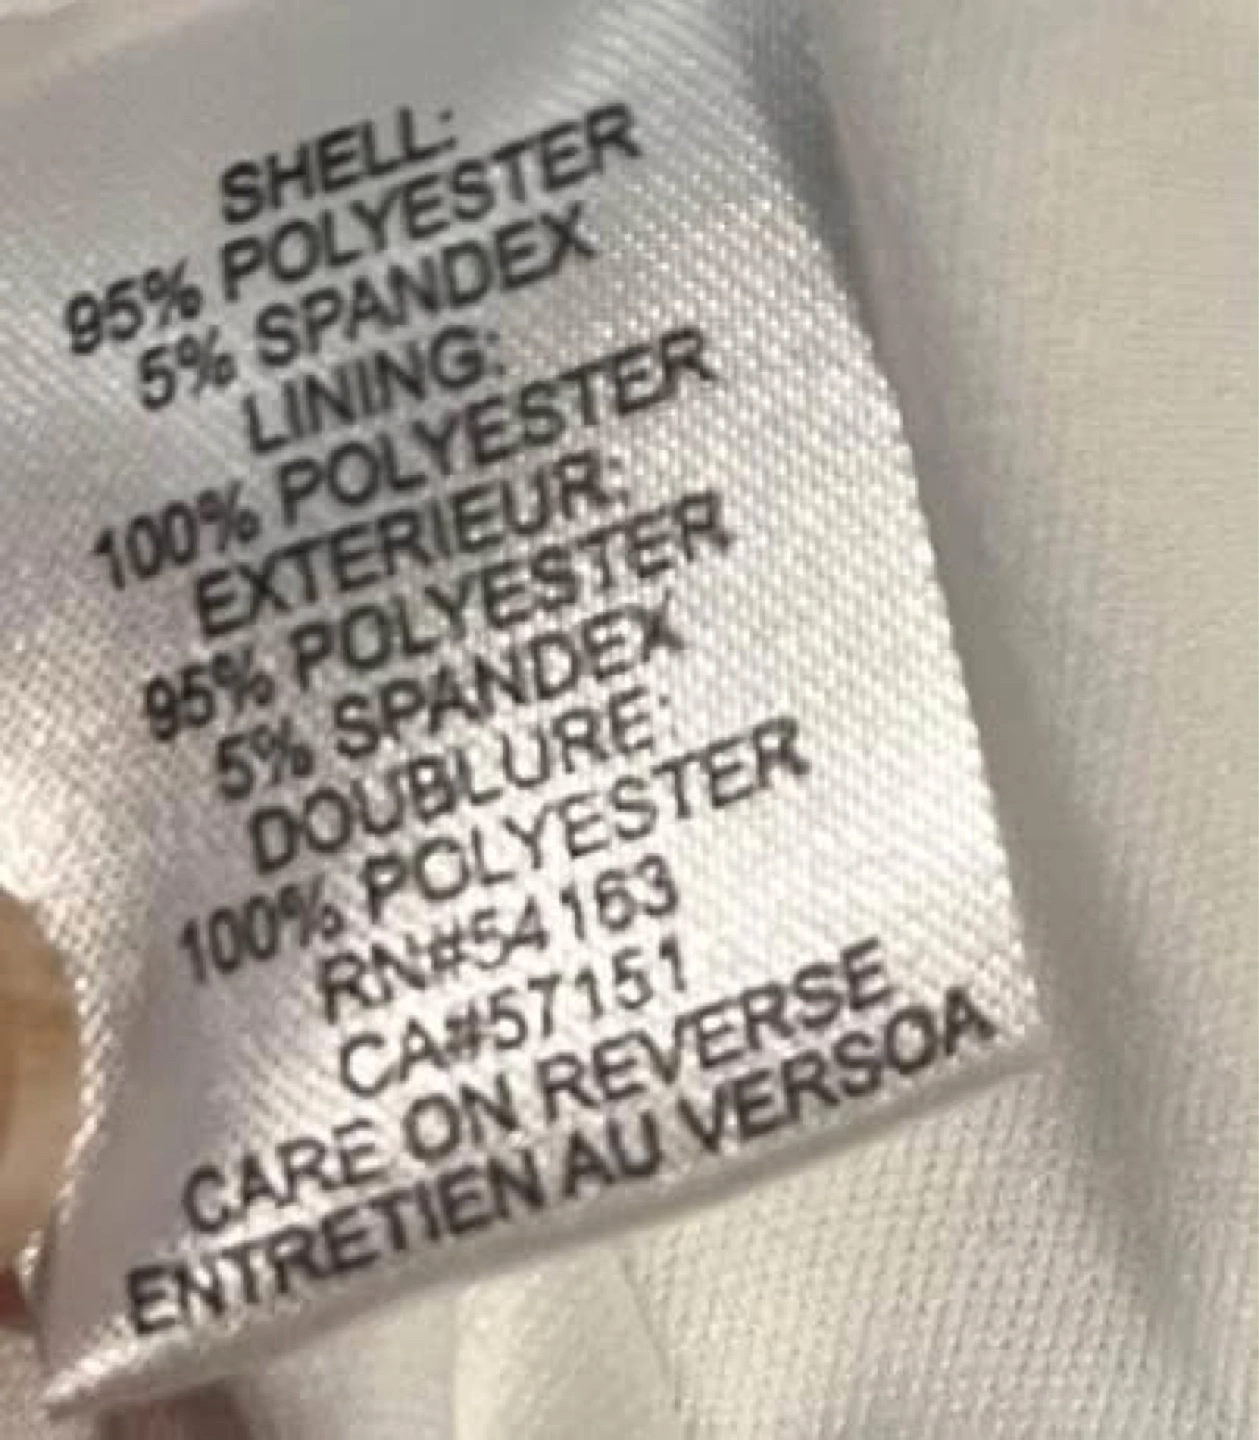 SHELL:
95% POLYESTER
5% SPANDEX
LINING:
100% POLYESTER
EXTERIEUR:
95% POLYESTER
5% SPANDEX
DOUBLURE:
100% POLYESTER
RN#54163
CA#57151
CARE ON REVERSE
ENTRETIEN AU VERSOA